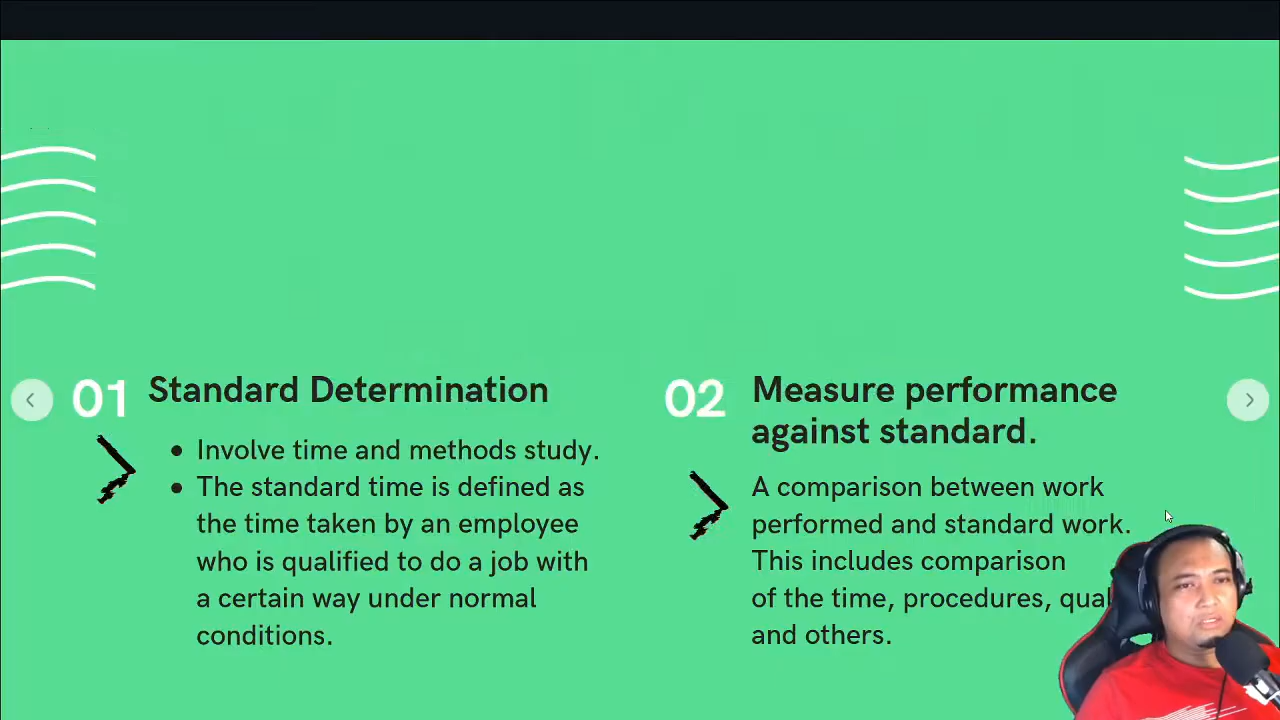 01 Standard Determination
• Involve time and methods study.
• The standard time is defined as
the time taken by an employee
who is qualified to do a job with
a certain way under normal
conditions.
02 Measure performance
against standard.
A comparison between work
performed and standard work.
This includes comparison
of the time, procedures,
and others.